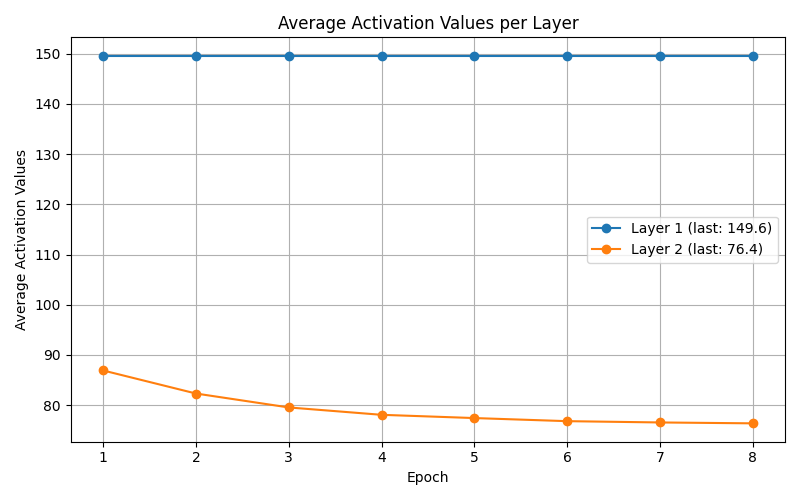 Average Activation Values per Layer
Average Activation Values
150
140
130
120
110
100
90
80
Layer 1 (last: 149.6)
Layer 2 (last: 76.4)
1 2 3 4 5 6 7 8
Epoch